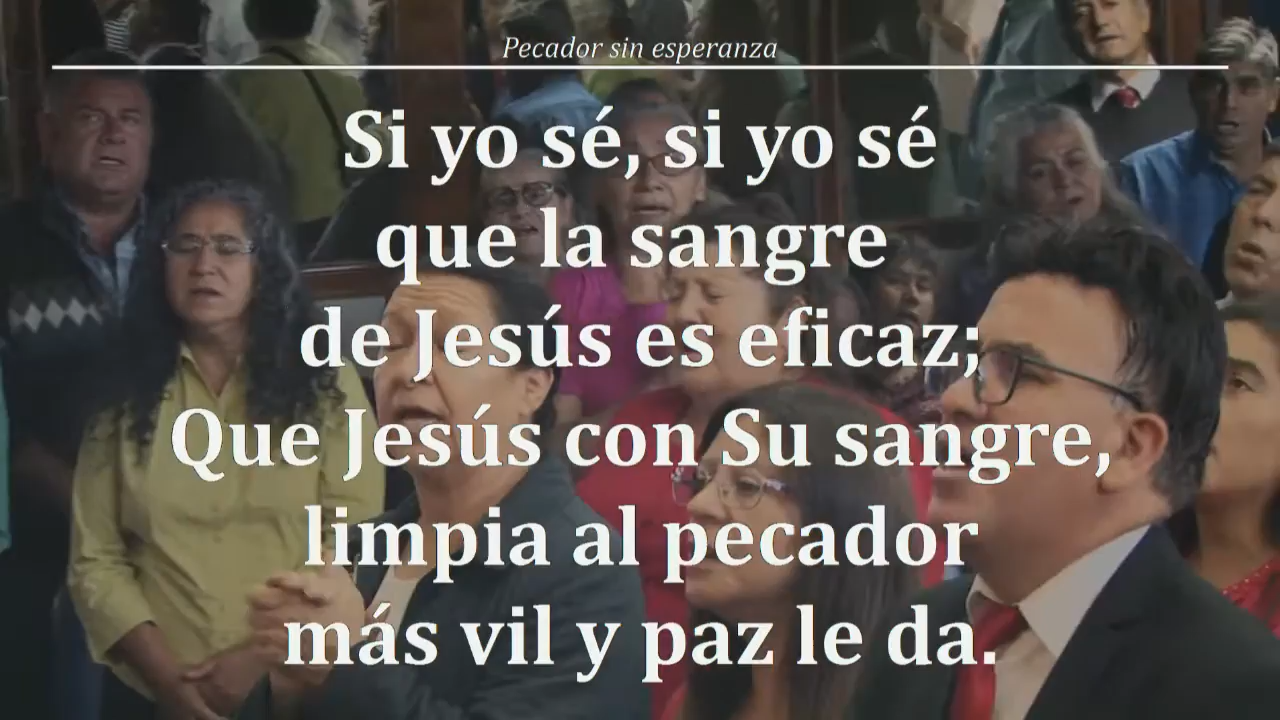 Pecador sin esperanza
Si yo sé, si yo sé
que la sangre
de Jesús es eficaz;
Que Jesús con Su sangre,
limpia al pecador
más vil y paz le da.